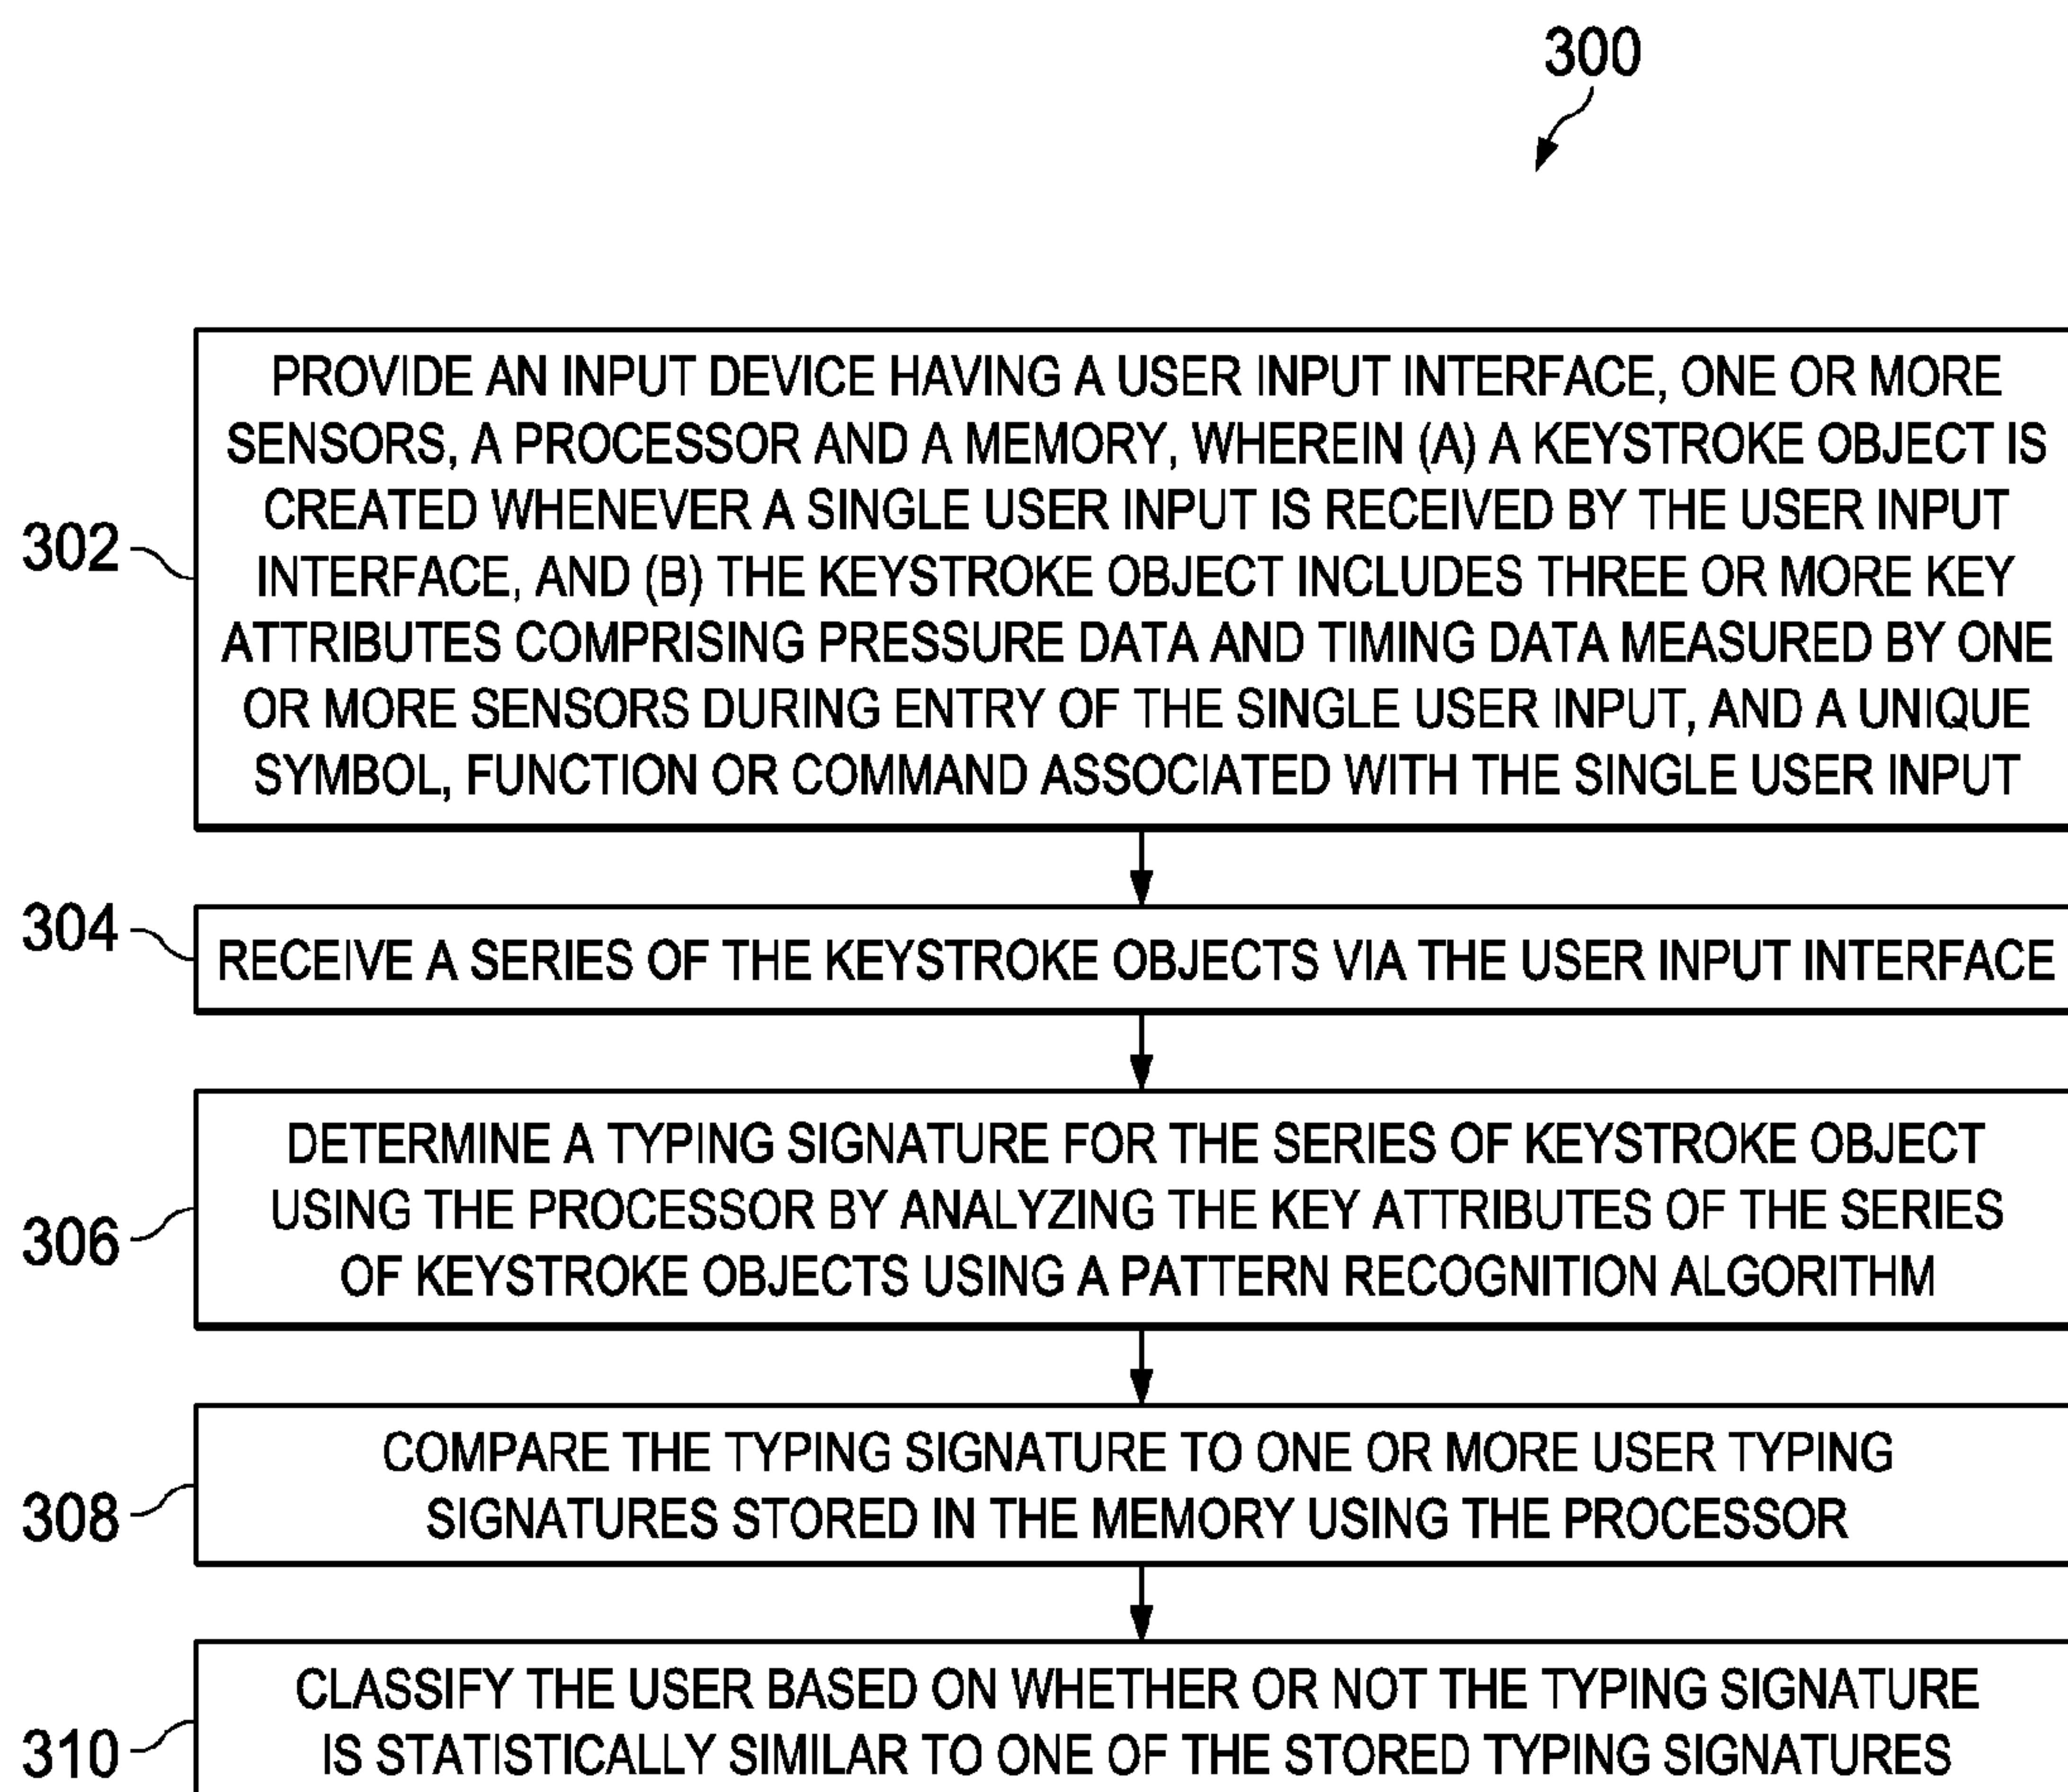 300
302
PROVIDE AN INPUT DEVICE HAVING A USER INPUT INTERFACE, ONE OR MORE
SENSORS, A PROCESSOR AND A MEMORY, WHEREIN (A) A KEYSTROKE OBJECT IS
CREATED WHENEVER A SINGLE USER INPUT IS RECEIVED BY THE USER INPUT
INTERFACE, AND (B) THE KEYSTROKE OBJECT INCLUDES THREE OR MORE KEY
ATTRIBUTES COMPRISING PRESSURE DATA AND TIMING DATA MEASURED BY ONE
OR MORE SENSORS DURING ENTRY OF THE SINGLE USER INPUT, AND A UNIQUE
SYMBOL, FUNCTION OR COMMAND ASSOCIATED WITH THE SINGLE USER INPUT
304
RECEIVE A SERIES OF THE KEYSTROKE OBJECTS VIA THE USER INPUT INTERFACE
306
DETERMINE A TYPING SIGNATURE FOR THE SERIES OF KEYSTROKE OBJECT
USING THE PROCESSOR BY ANALYZING THE KEY ATTRIBUTES OF THE SERIES
OF KEYSTROKE OBJECTS USING A PATTERN RECOGNITION ALGORITHM
308
COMPARE THE TYPING SIGNATURE TO ONE OR MORE USER TYPING
SIGNATURES STORED IN THE MEMORY USING THE PROCESSOR
310
CLASSIFY THE USER BASED ON WHETHER OR NOT THE TYPING SIGNATURE
IS STATISTICALLY SIMILAR TO ONE OF THE STORED TYPING SIGNATURES